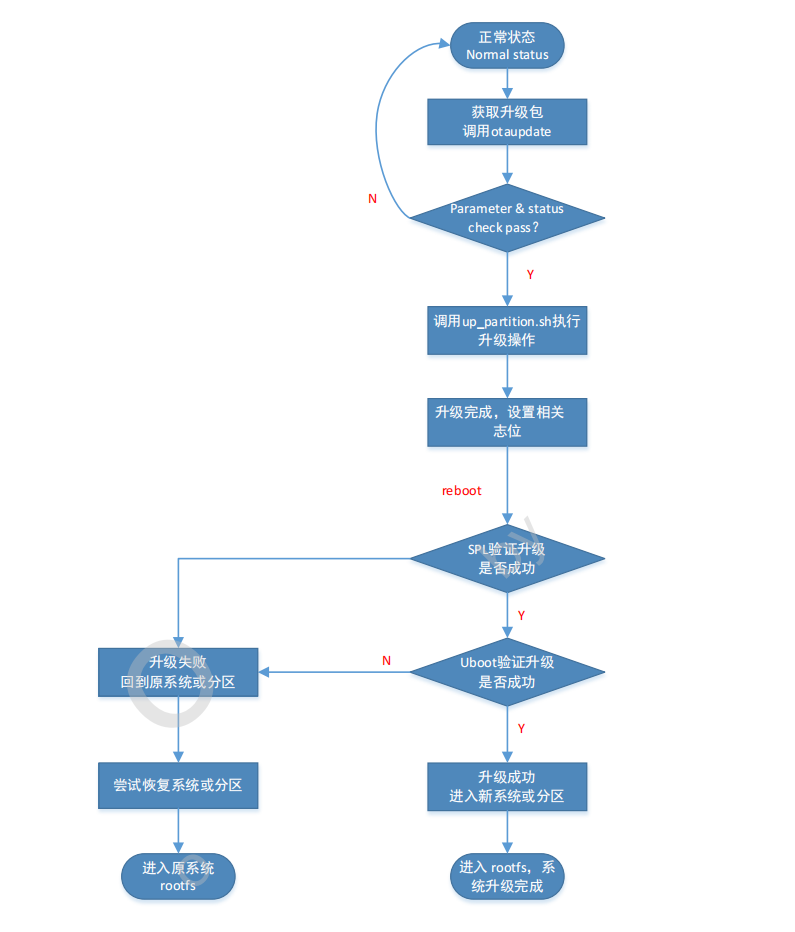 正常状态
Normal status
获取升级包
调用otaupdate
N
Parameter & status
check pass?
Y
调用up_partition.sh执行
升级操作
升级完成，设置相关
志位
reboot
SPL验证升级
是否成功
Y
升级失败
回到原系统或分区
N
Uboot验证升级
是否成功
Y
尝试恢复系统或分区
升级成功
进入新系统或分区
进入原系统
rootfs
进入 rootfs，系
统升级完成